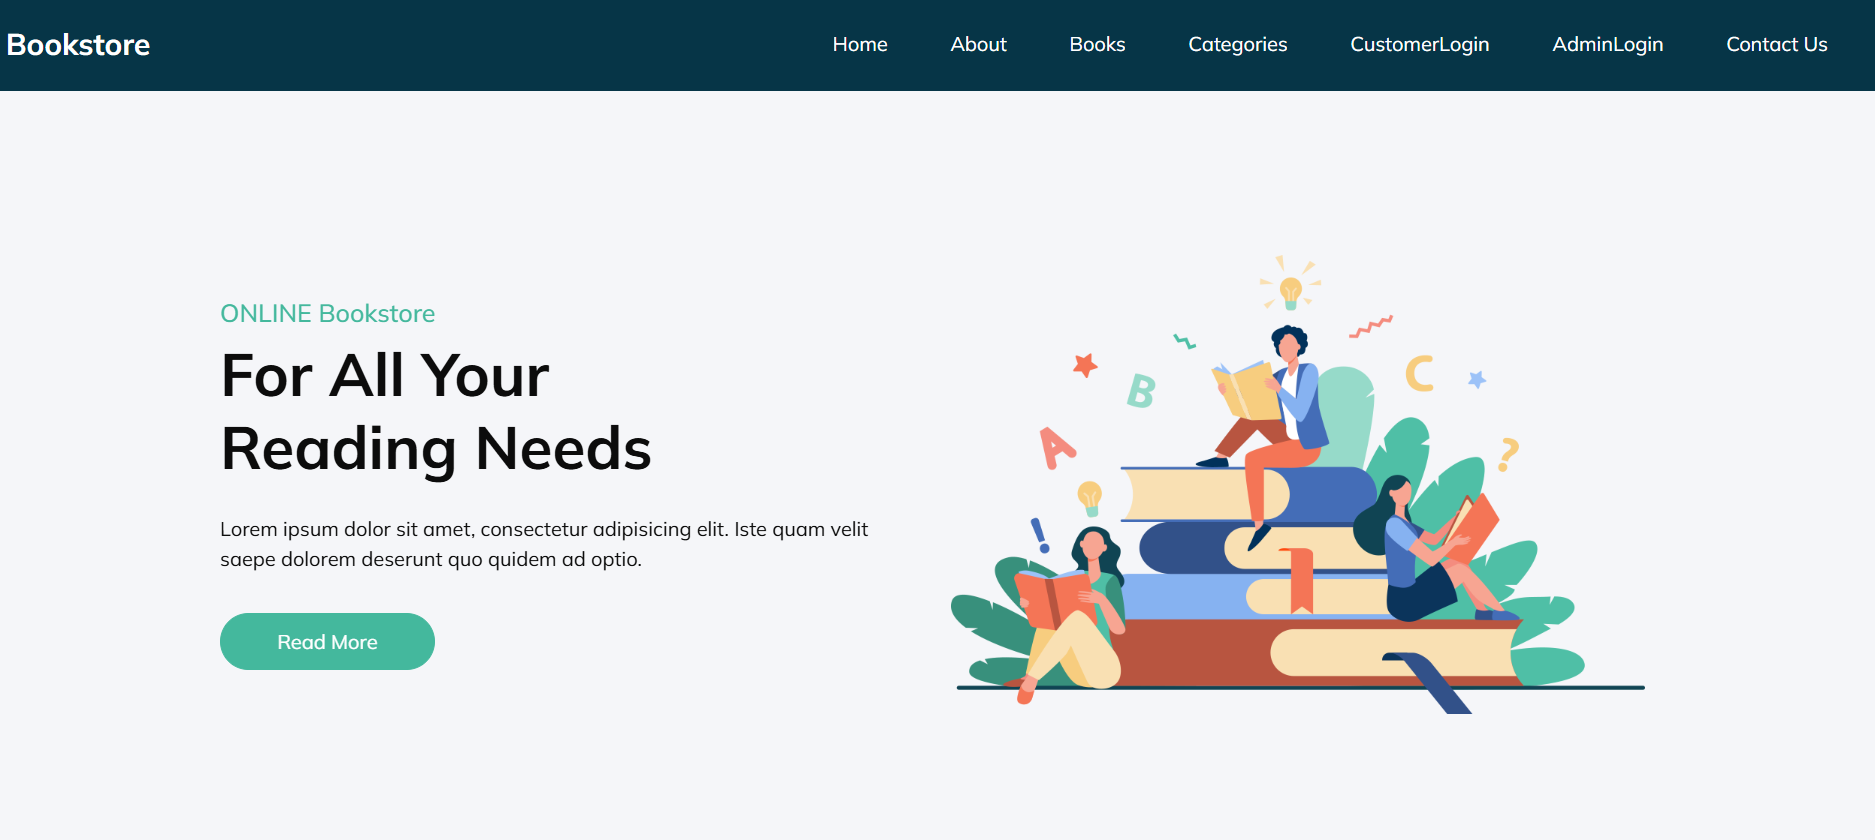 Bookstore
Home About Books Categories CustomerLogin AdminLogin Contact Us
ONLINE Bookstore
For All Your
Reading Needs
Lorem ipsum dolor sit amet, consectetur adipisicing elit. Iste quam velit
saepe dolorem deserunt quo quidem ad optio.
Read More
A
B
C
?
!